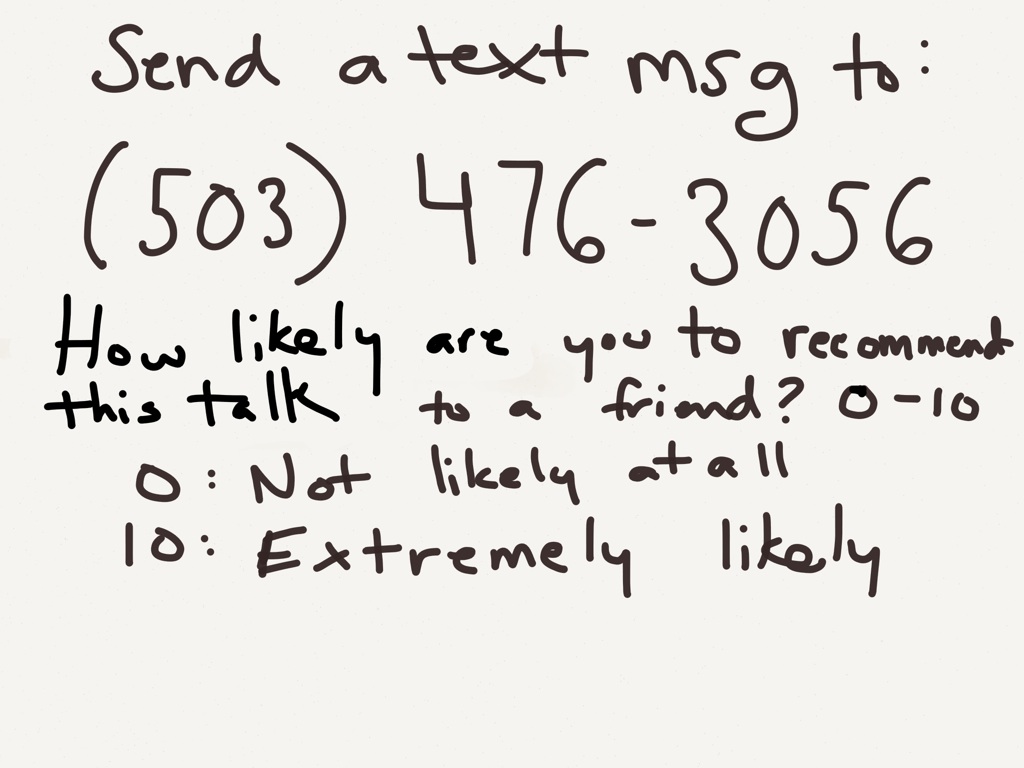 Send a text msg to:
(503) 476-3056
How likely are you to recommend
this talk to a friend? 0-10
0: Not likely at all
10: Extremely likely